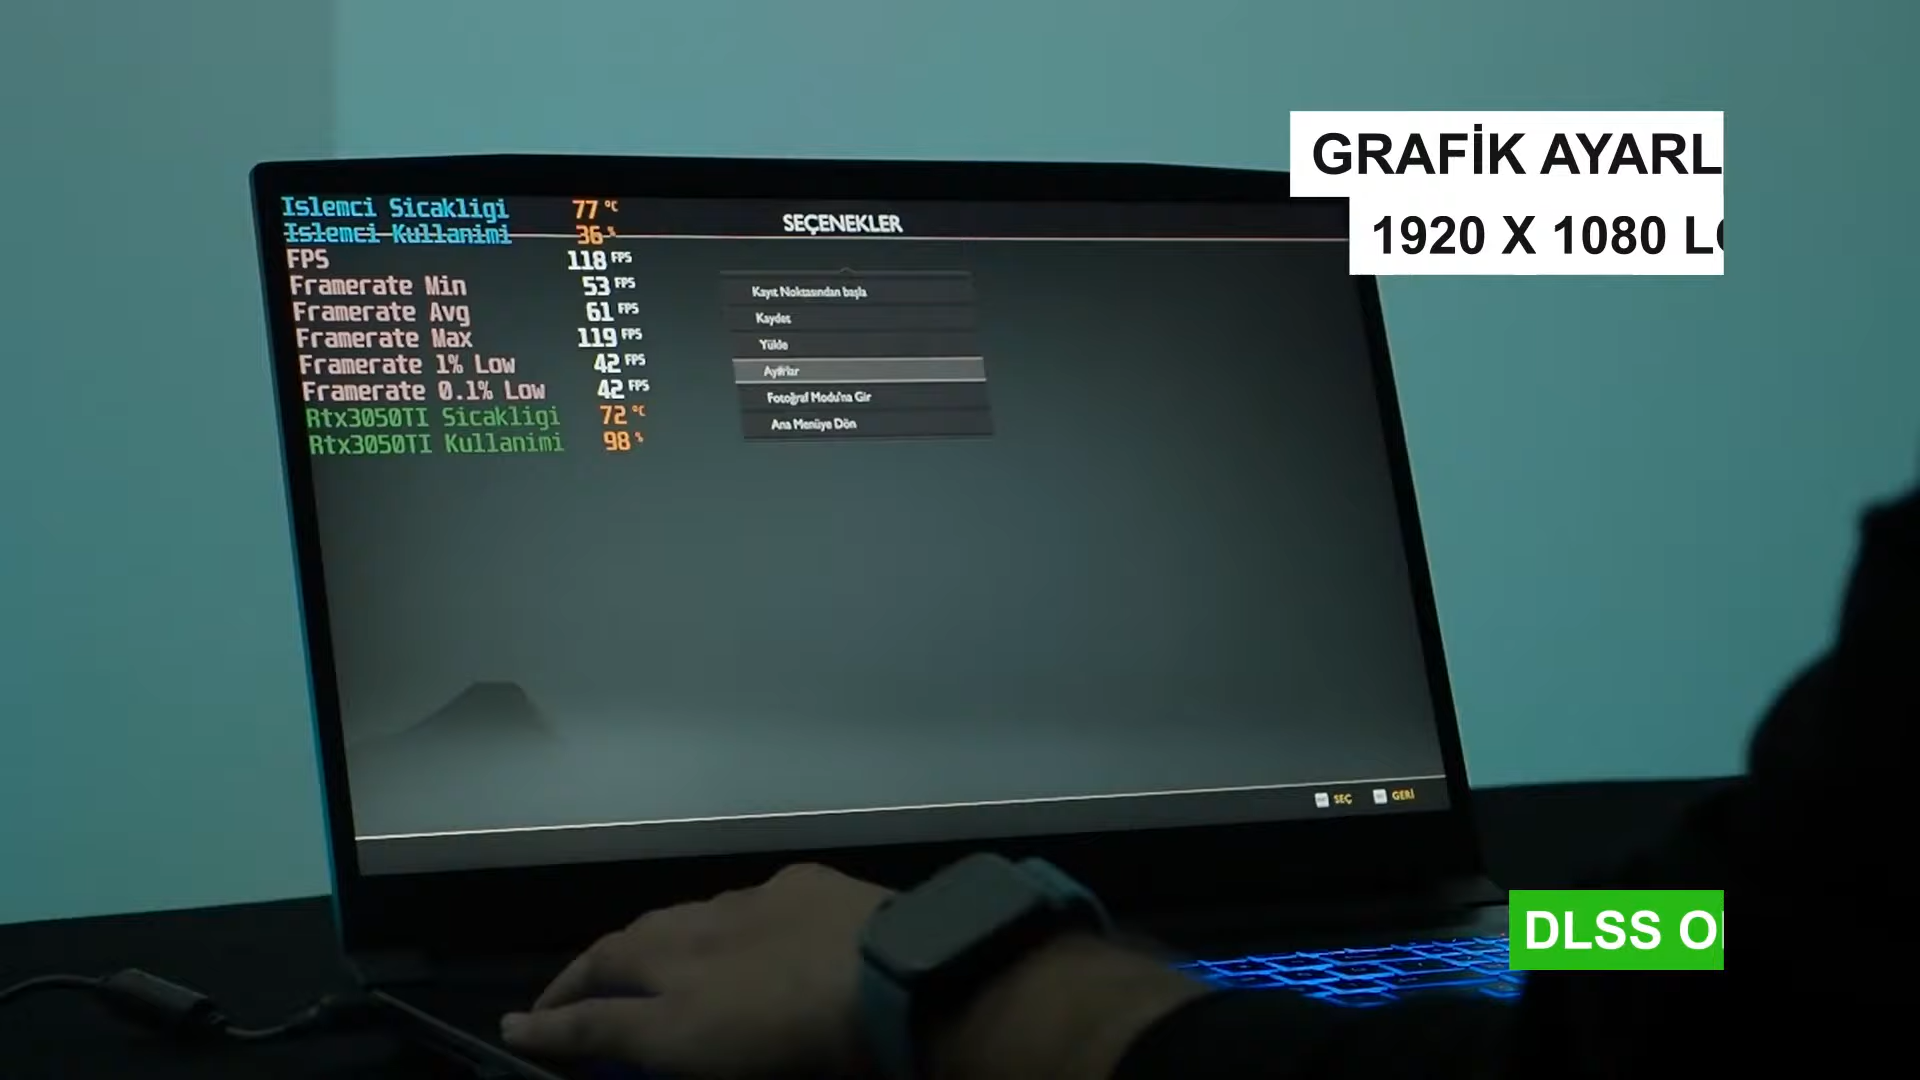 GRAFİK AYARL
1920 X 1080 LO
Islemci Sicakligi 77 °C
Islemci Kullanimi 36 %
FPS 118 FPS
Framerate Min 53 FPS
Framerate Avg 61 FPS
Framerate Max 119 FPS
Framerate 1% Low 42 FPS
Framerate 0.1% Low 42 FPS
Rtx3050TI Sicakligi 72 °C
Rtx3050TI Kullanimi 98 %
SEÇENEKLER
Kayıt Noktasından başla
Kaydet
Yükle
Ayarlar
Fotoğraf Modu'na Gir
Ana Menüye Dön
SEÇ GERİ
DLSS O